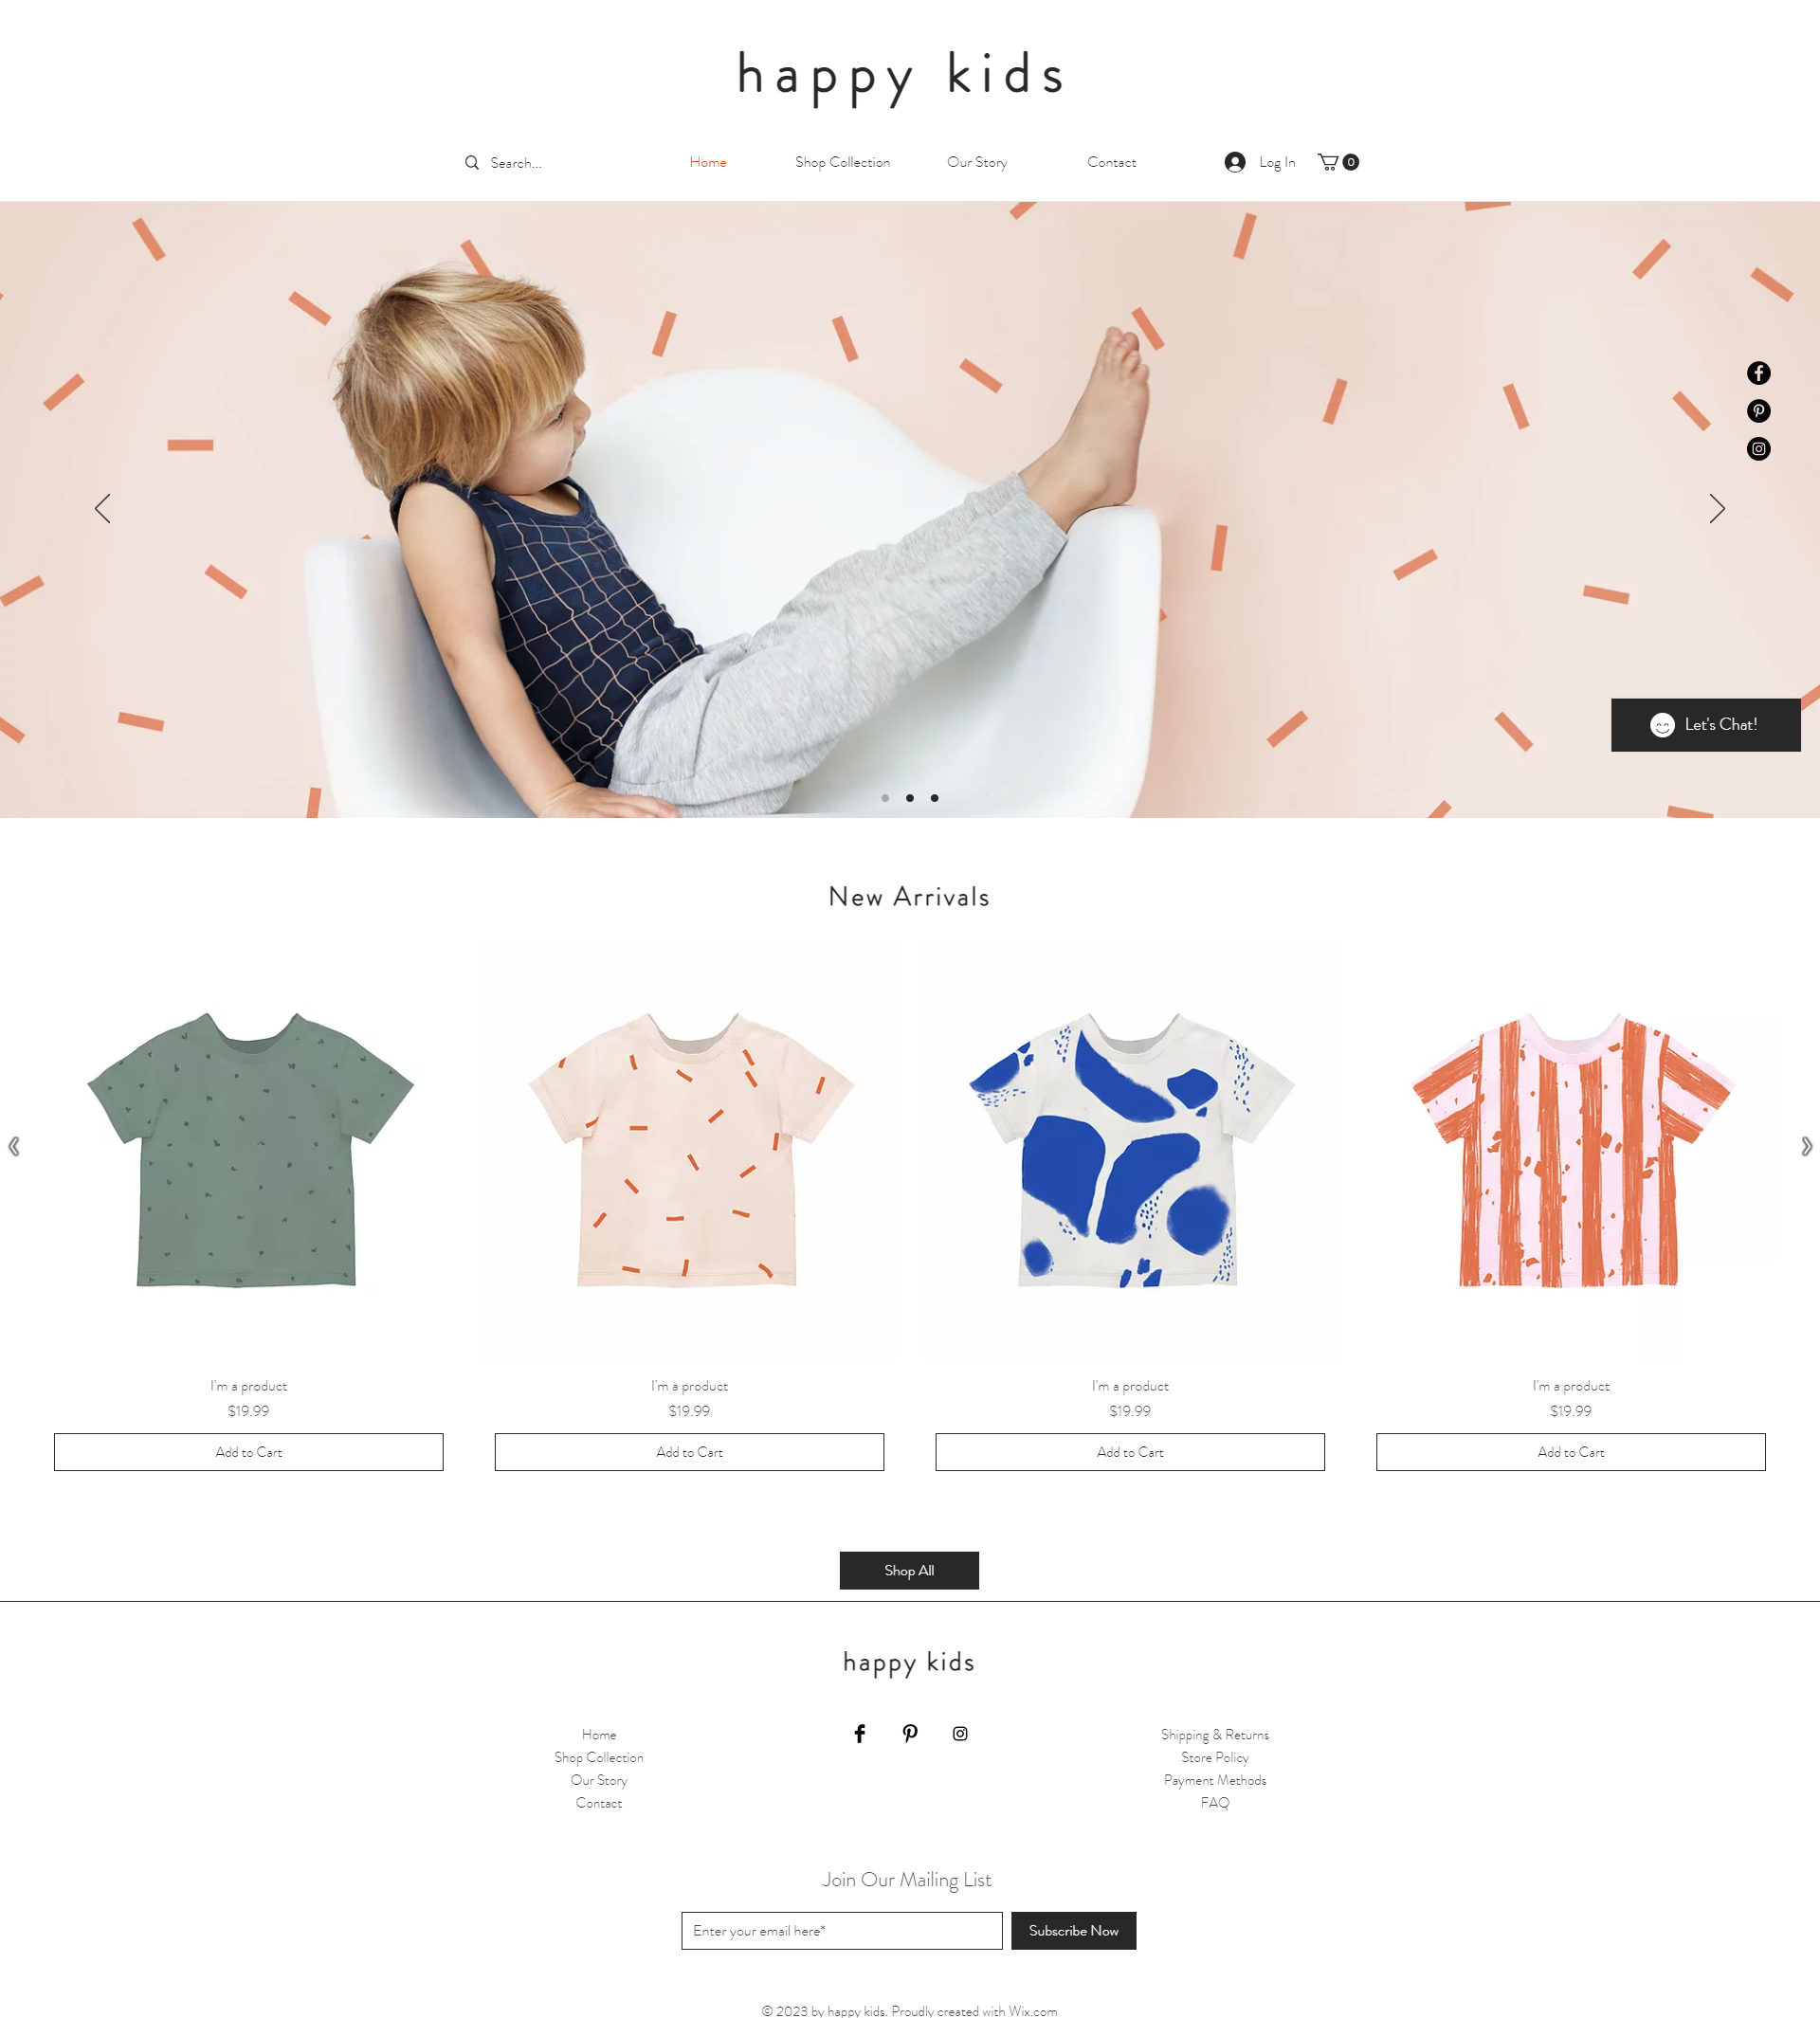 happy kids
Search...
Home
Shop Collection
Our Story
Contact
Log In
0
Let's Chat!
New Arrivals
I'm a product
$19.99
Add to Cart
I'm a product
$19.99
Add to Cart
I'm a product
$19.99
Add to Cart
I'm a product
$19.99
Add to Cart
Shop All
happy kids
Home
Shop Collection
Our Story
Contact
Shipping & Returns
Store Policy
Payment Methods
FAQ
Join Our Mailing List
Enter your email here*
Subscribe Now
© 2023 by happy kids. Proudly created with Wix.com